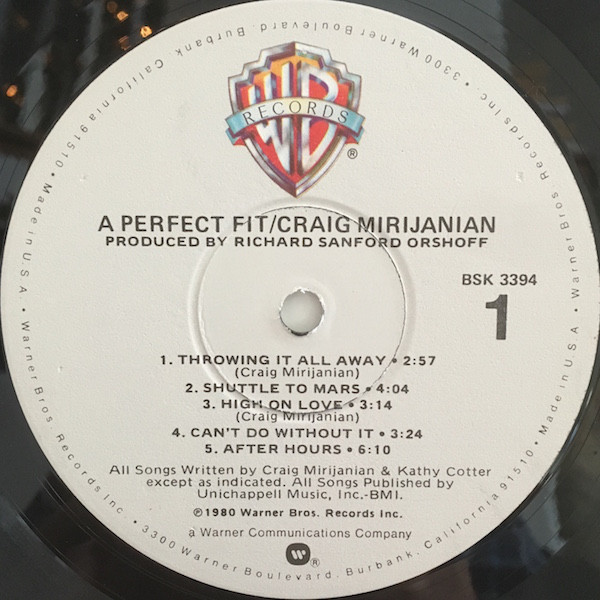 WB
RECORDS
®
A PERFECT FIT/CRAIG MIRIJANIAN
PRODUCED BY RICHARD SANFORD ORSHOFF
BSK 3394
1
1. THROWING IT ALL AWAY • 2:57
(Craig Mirijanian)
2. SHUTTLE TO MARS • 4:04
3. HIGH ON LOVE • 3:14
(Craig Mirijanian)
4. CAN'T DO WITHOUT IT • 3:24
5. AFTER HOURS • 6:10
All Songs Written by Craig Mirijanian & Kathy Cotter
except as indicated. All Songs Published by
Unichappell Music, Inc.-BMI.
℗1980 Warner Bros. Records Inc.
a Warner Communications Company
W ®
Warner Bros. Records Inc. • 3300 Warner Boulevard, Burbank, California 91510 • Made in U.S.A. • Warner Bros. Records Inc. • 3300 Warner Boulevard, Burbank, California 91510 • Made in U.S.A. •